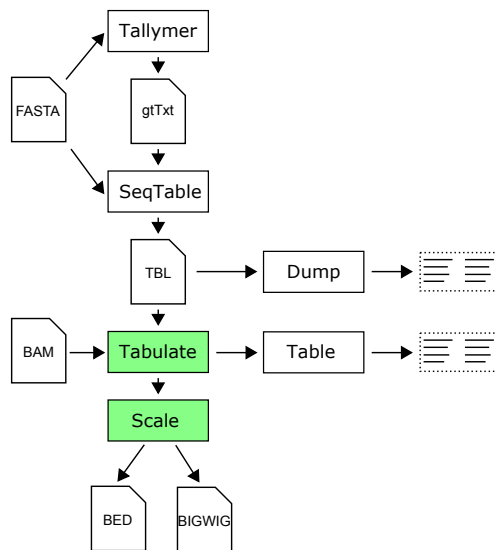 Tallymer
FASTA
gtTxt
SeqTable
TBL
Dump
BAM
Tabulate
Table
Scale
BED
BIGWIG